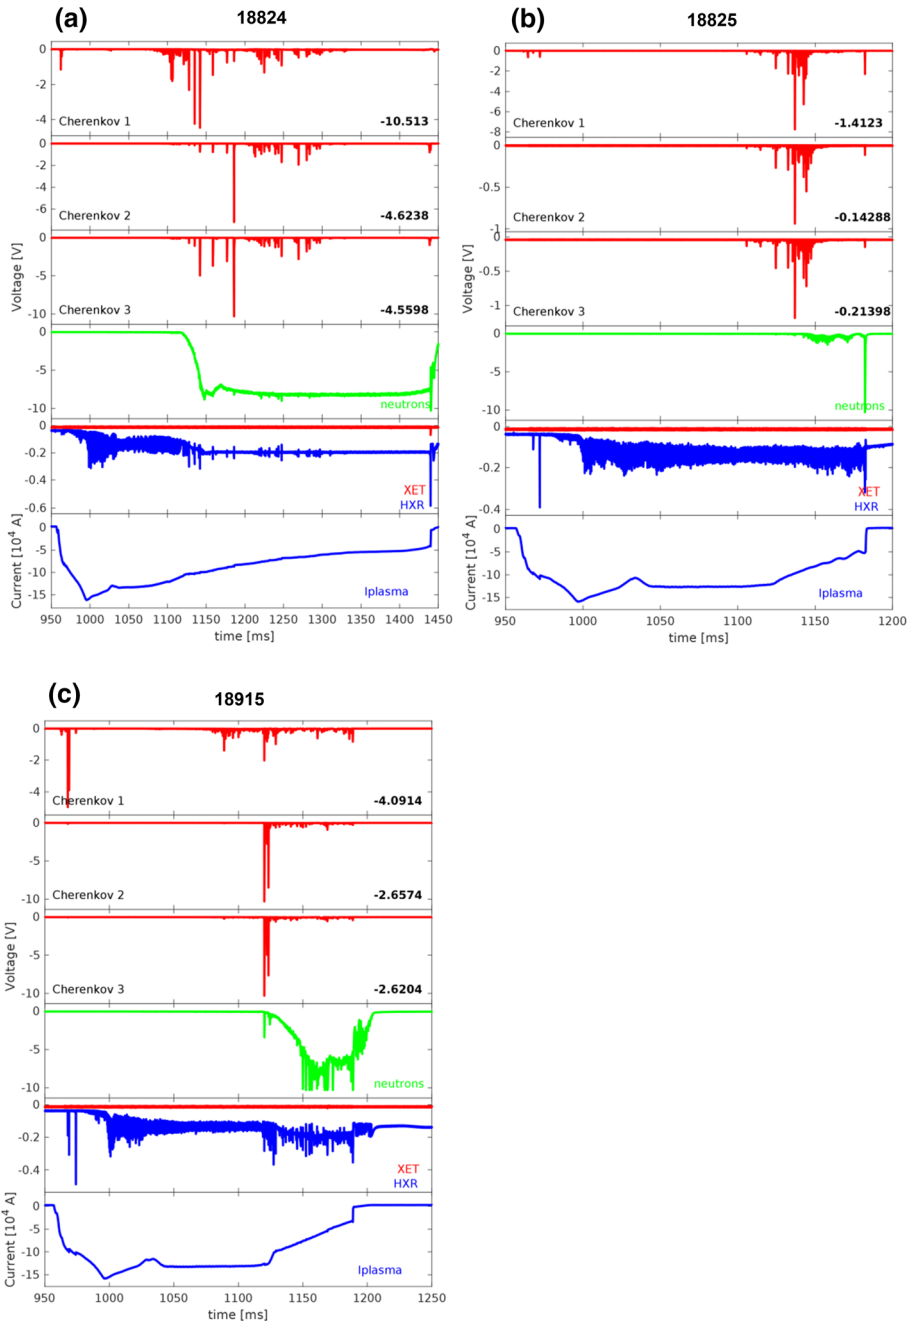 (a)
18824
0
-2
-4
Cherenkov 1
-10.513
0
-2
-4
-6
Cherenkov 2
-4.6238
0
-5
-10
Cherenkov 3
-4.5598
Voltage [V]
0
-5
-10
neutrons
0
-0.2
-0.4
-0.6
XET
HXR
0
-5
-10
-15
Current [10⁴ A]
Iplasma
950 1000 1050 1100 1150 1200 1250 1300 1350 1400 1450
time [ms]
(b)
18825
0
-2
-4
-6
-8
Cherenkov 1
-1.4123
0
-0.5
-1
Cherenkov 2
-0.14288
0
-0.5
-1
Cherenkov 3
-0.21398
Voltage [V]
0
-5
-10
neutrons
0
-0.2
-0.4
XET
HXR
0
-5
-10
-15
Current [10⁴ A]
Iplasma
950 1000 1050 1100 1150 1200
time [ms]
(c)
18915
0
-2
-4
Cherenkov 1
-4.0914
0
-5
-10
Cherenkov 2
-2.6574
0
-5
-10
Cherenkov 3
-2.6204
Voltage [V]
0
-5
-10
neutrons
0
-0.2
-0.4
XET
HXR
0
-5
-10
-15
Current [10⁴ A]
Iplasma
950 1000 1050 1100 1150 1200 1250
time [ms]